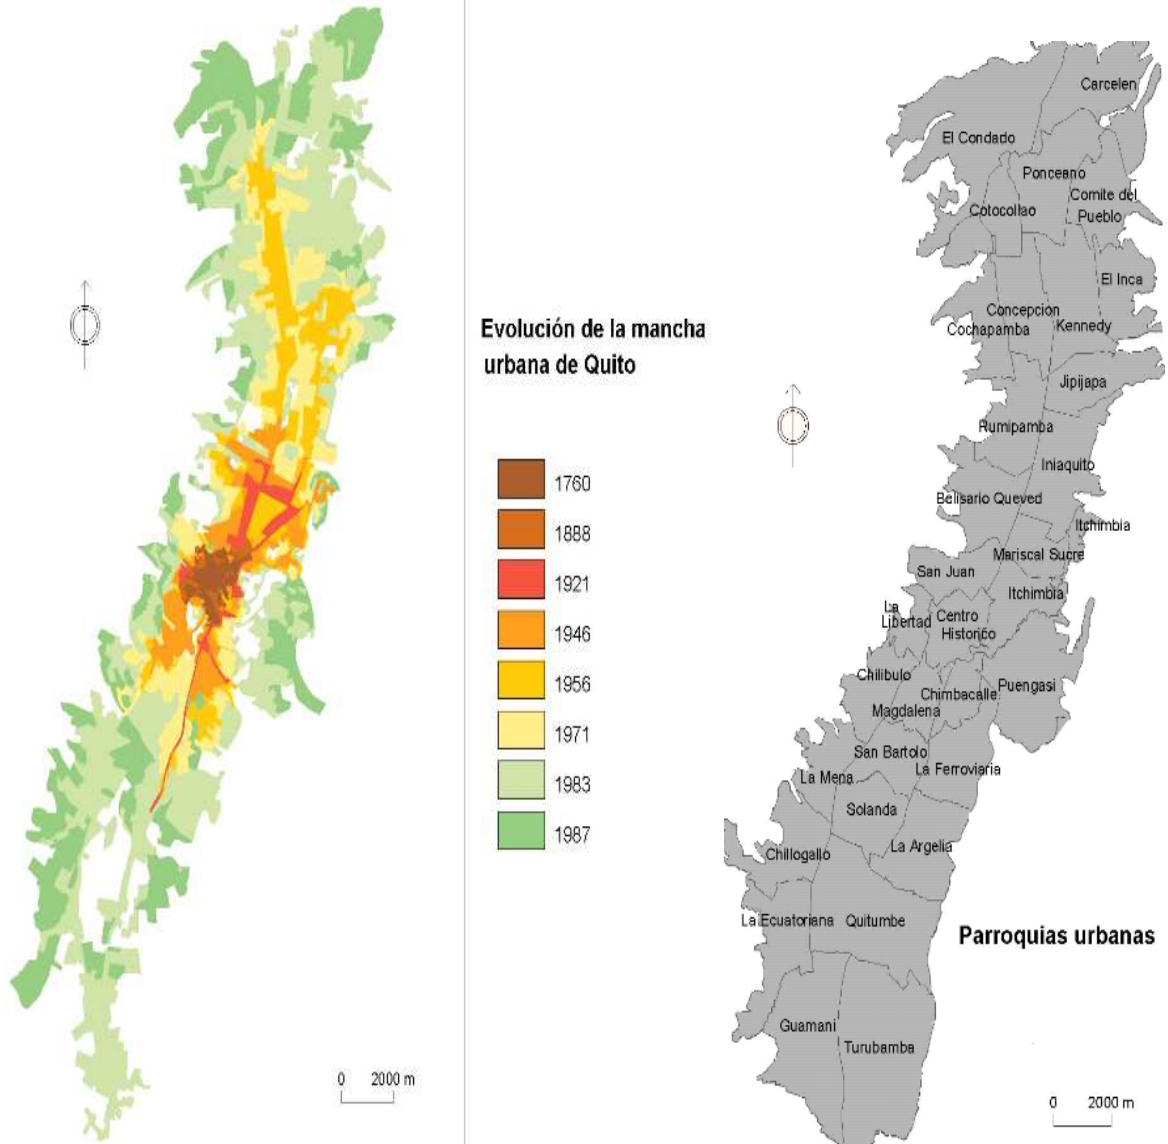 Evolución de la mancha
urbana de Quito
1760
1888
1921
1946
1956
1971
1983
1987
0 2000 m
Carcelen
El Condado
Ponceano
Comite del
Pueblo
Cotocollao
El Inca
Concepcion
Cochapamba
Kennedy
Jipijapa
Rumipamba
Iniaquito
Belisario Queved
Itchimbia
Mariscal Sucre
San Juan
Itchimbia
La
Libertad
Centro
Historico
Chilibulo
Puengasi
Chimbacalle
Magdalena
San Bartolo
La Ferroviaria
La Mena
Solanda
La Argelia
Chillogallo
La Ecuatoriana
Quitumbe
Parroquias urbanas
Guamani
Turubamba
0 2000 m